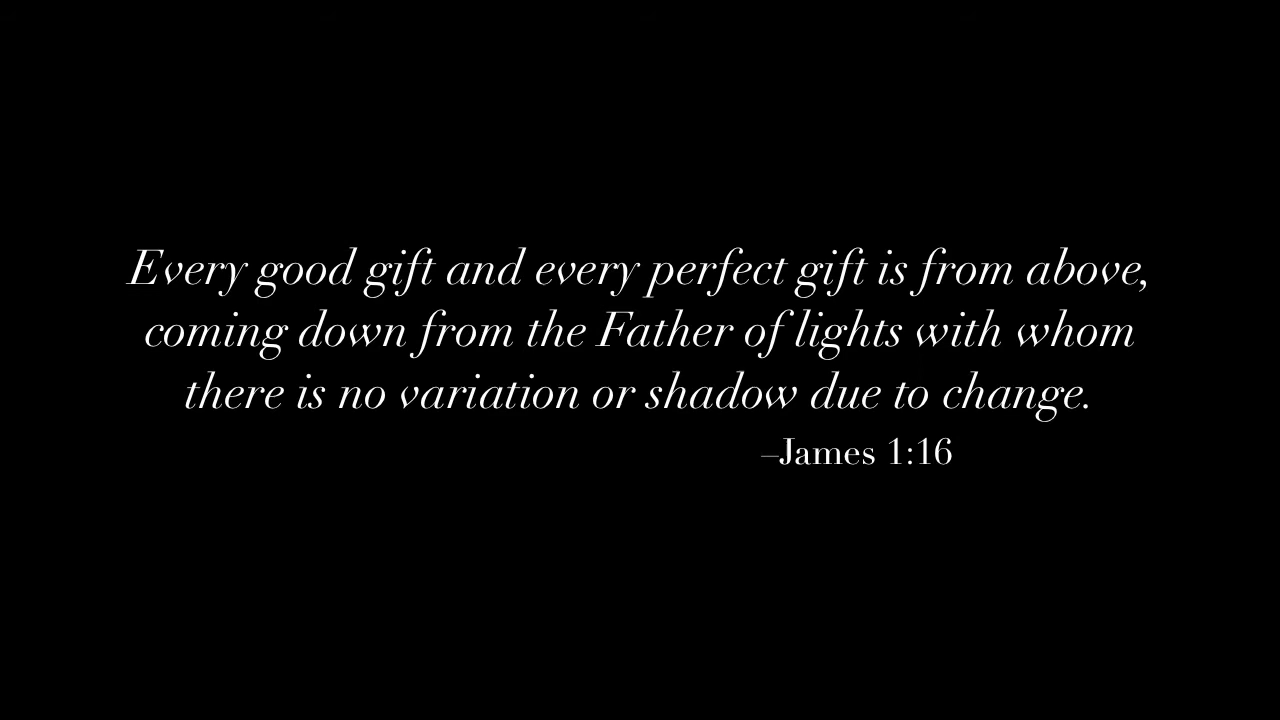 Every good gift and every perfect gift is from above,
coming down from the Father of lights with whom
there is no variation or shadow due to change.
–James 1:16